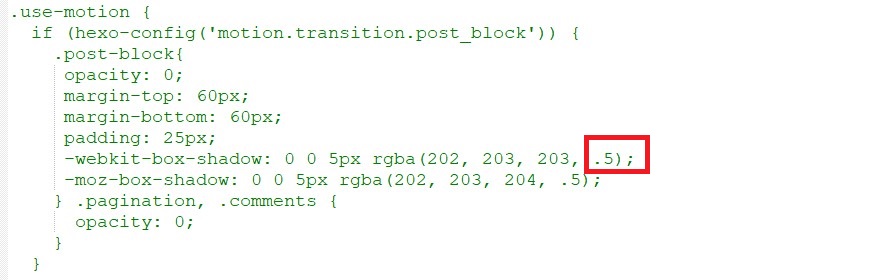 .use-motion {
if (hexo-config('motion.transition.post_block')) {
.post-block{
opacity: 0;
margin-top: 60px;
margin-bottom: 60px;
padding: 25px;
-webkit-box-shadow: 0 0 5px rgba(202, 203, 203, .5);
-moz-box-shadow: 0 0 5px rgba(202, 203, 204, .5);
} .pagination, .comments {
opacity: 0;
}
}